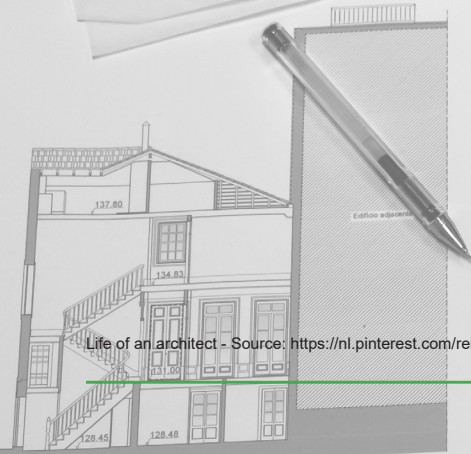 137.80
Edifício adjacente
134.83
Life of an architect - Source: https://nl.pinterest.com/re
131.00
128.45
128.48